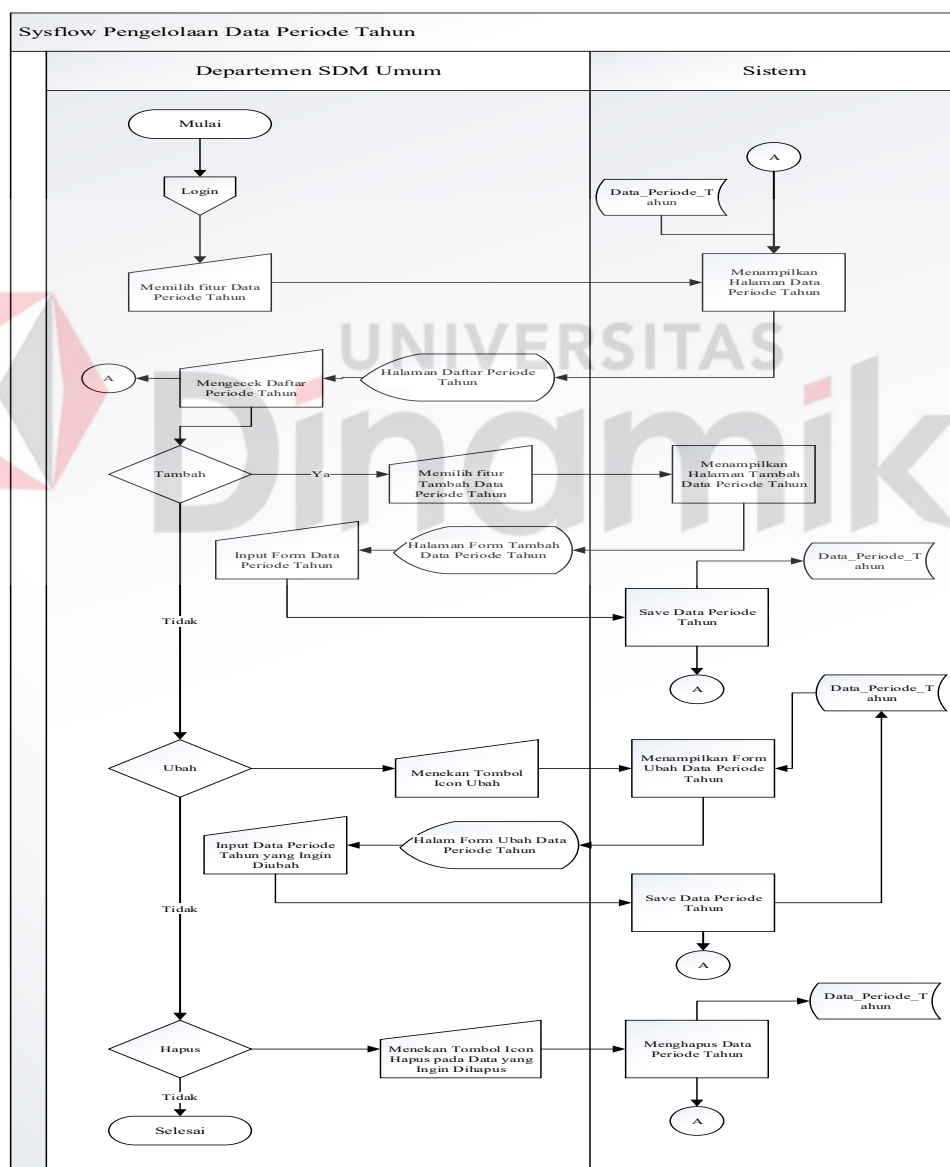 Sysflow Pengelolaan Data Periode Tahun
Departemen SDM Umum
Sistem
Mulai
A
Login
Data_Periode_T
ahun
Memilih fitur Data
Periode Tahun
Menampilkan
Halaman Data
Periode Tahun
UNIVERSITAS
Dinamika
A
Mengecek Daftar
Periode Tahun
Halaman Daftar Periode
Tahun
Tambah
Ya
Memilih fitur
Tambah Data
Periode Tahun
Menampilkan
Halaman Tambah
Data Periode Tahun
Input Form Data
Periode Tahun
Halaman Form Tambah
Data Periode Tahun
Data_Periode_T
ahun
Tidak
Save Data Periode
Tahun
A
Data_Periode_T
ahun
Ubah
Menekan Tombol
Icon Ubah
Menampilkan Form
Ubah Data Periode
Tahun
Input Data Periode
Tahun yang Ingin
Diubah
Halam Form Ubah Data
Periode Tahun
Tidak
Save Data Periode
Tahun
A
Data_Periode_T
ahun
Hapus
Menekan Tombol Icon
Hapus pada Data yang
Ingin Dihapus
Menghapus Data
Periode Tahun
Tidak
Selesai
A